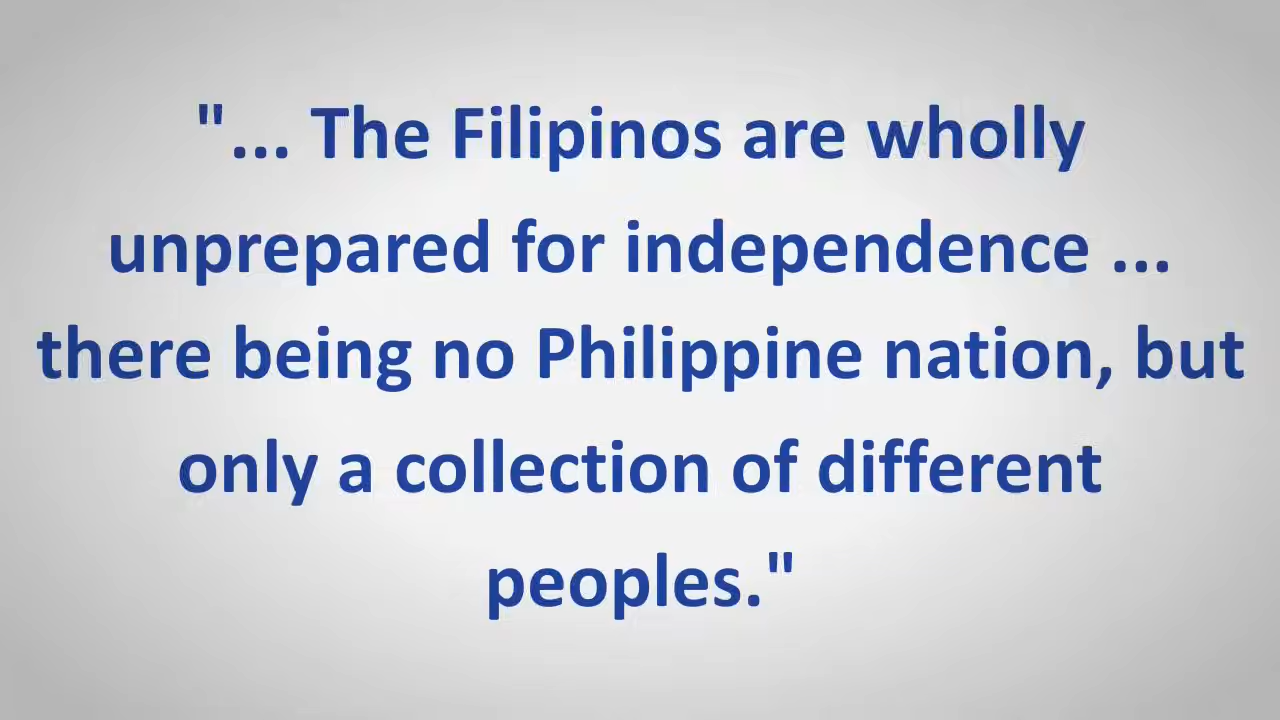 "... The Filipinos are wholly
unprepared for independence ...
there being no Philippine nation, but
only a collection of different
peoples."